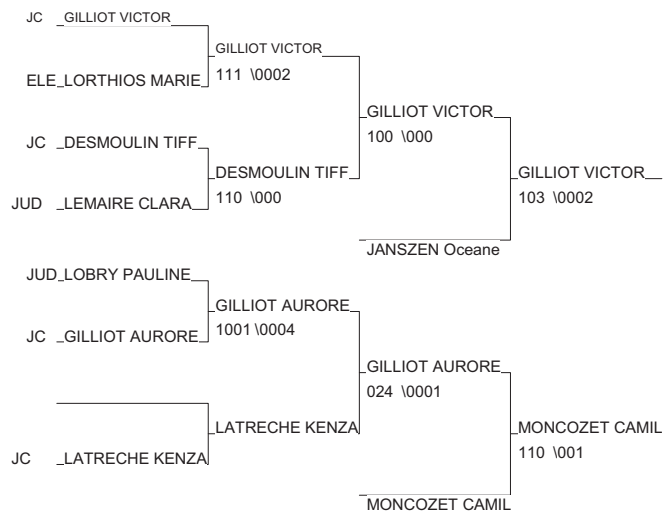 JC GILLIOT VICTOR
GILLIOT VICTOR
111 \0002
ELE LORTHIOS MARIE
GILLIOT VICTOR
100 \000
JC DESMOULIN TIFF
DESMOULIN TIFF
110 \000
GILLIOT VICTOR
103 \0002
JUD LEMAIRE CLARA
JANSZEN Oceane
JUD LOBRY PAULINE
GILLIOT AURORE
1001 \0004
JC GILLIOT AURORE
GILLIOT AURORE
024 \0001
LATRECHE KENZA
MONCOZET CAMIL
110 \001
JC LATRECHE KENZA
MONCOZET CAMIL